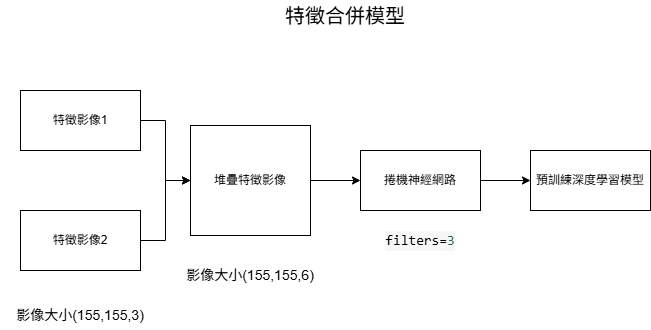 特徵合併模型
特徵影像1
堆疊特徵影像
捲機神經網路
預訓練深度學習模型
特徵影像2
filters=3
影像大小(155,155,6)
影像大小(155,155,3)